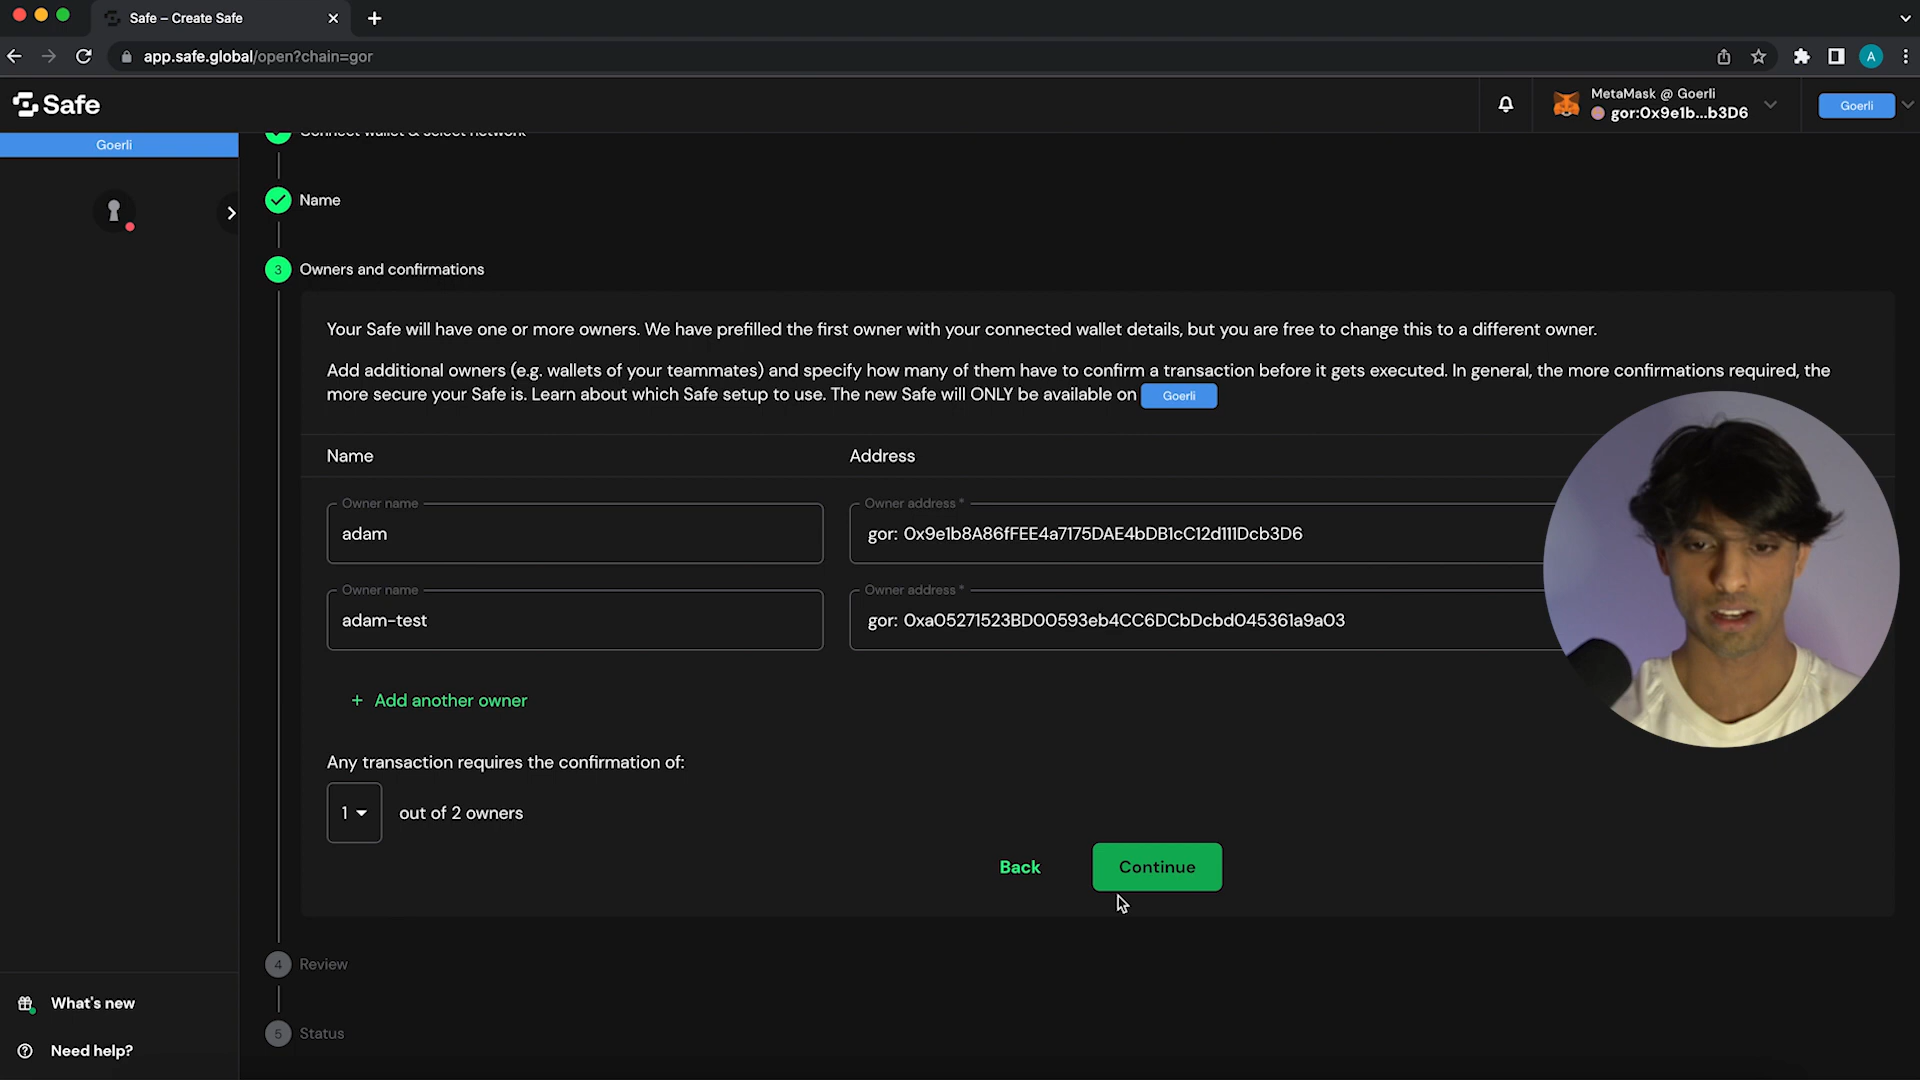 Safe – Create Safe
app.safe.global/open?chain=gor
A
Safe
MetaMask @ Goerli
gor:0x9e1b...b3D6
Goerli
Goerli
Connect wallet & select network
Name
3 Owners and confirmations
Your Safe will have one or more owners. We have prefilled the first owner with your connected wallet details, but you are free to change this to a different owner.
Add additional owners (e.g. wallets of your teammates) and specify how many of them have to confirm a transaction before it gets executed. In general, the more confirmations required, the
more secure your Safe is. Learn about which Safe setup to use. The new Safe will ONLY be available on Goerli
Name Address
Owner name Owner address *
adam gor: 0x9e1b8A86fFEE4a7175DAE4bDB1cC12d111Dcb3D6
Owner name Owner address *
adam-test gor: 0xa05271523BD00593eb4CC6DCbDcbd045361a9a03
+ Add another owner
Any transaction requires the confirmation of:
1 out of 2 owners
Back Continue
4 Review
5 Status
What's new
Need help?